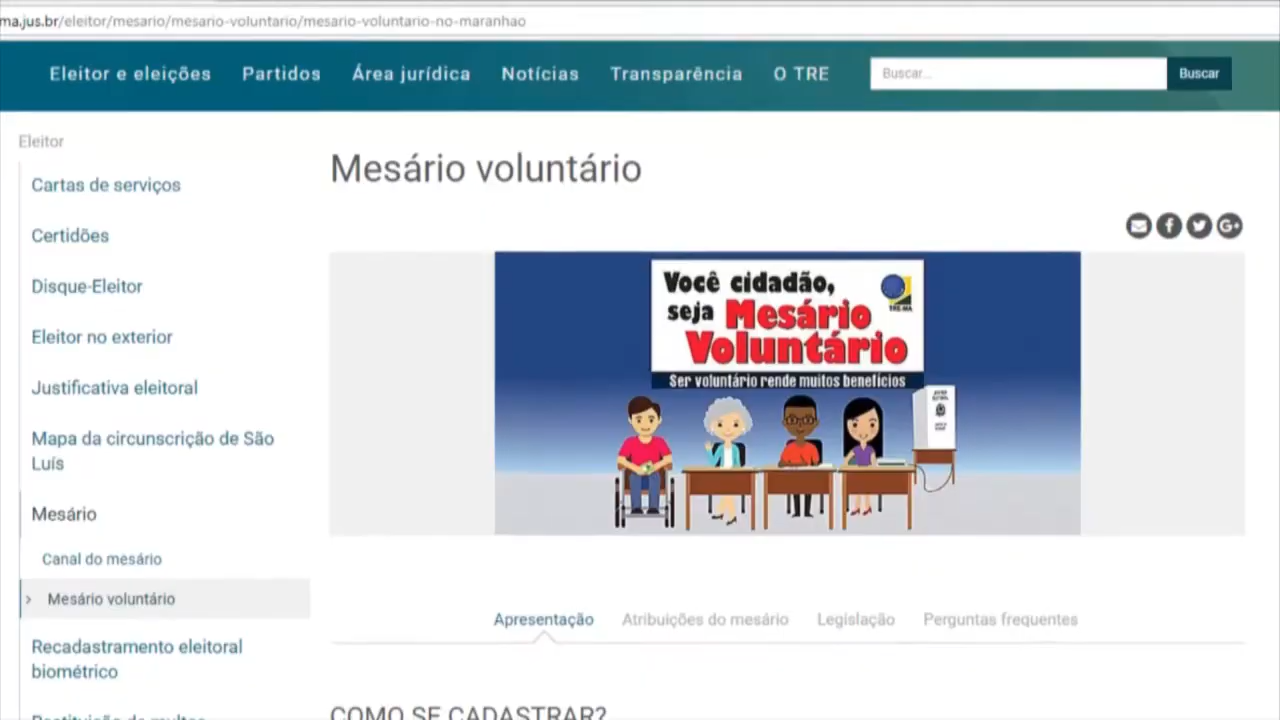 ma.jus.br/eleitor/mesario/mesario-voluntario/mesario-voluntario-no-maranhao
Eleitor e eleições Partidos Área jurídica Notícias Transparência O TRE Buscar... Buscar
Eleitor
Cartas de serviços
Certidões
Disque-Eleitor
Eleitor no exterior
Justificativa eleitoral
Mapa da circunscrição de São
Luís
Mesário
Canal do mesário
Mesário voluntário
Recadastramento eleitoral
biométrico
Mesário voluntário
Você cidadão,
seja Mesário
Voluntário
TRE-MA
Ser voluntário rende muitos benefícios
Apresentação Atribuições do mesário Legislação Perguntas frequentes
COMO SE CADASTRAR?